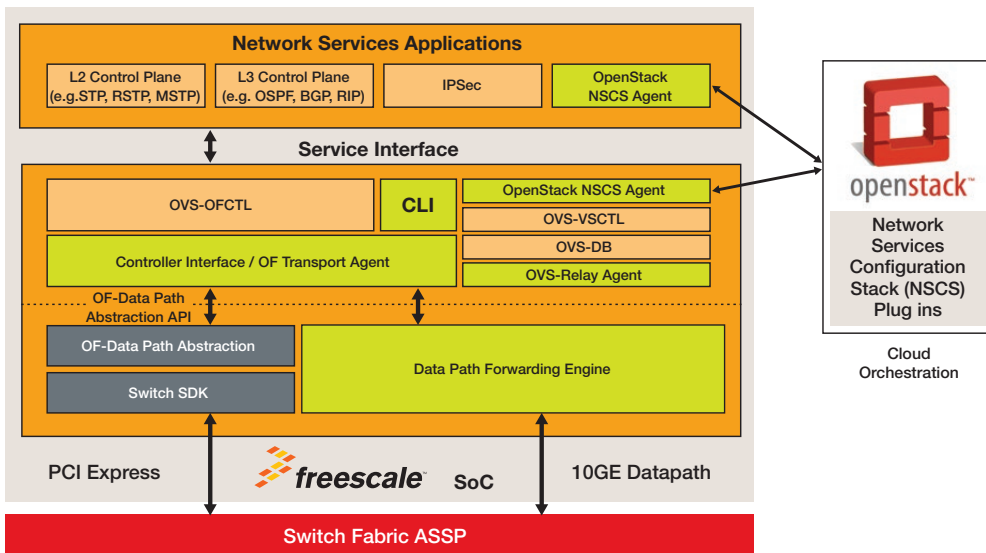 Network Services Applications
L2 Control Plane
(e.g.STP, RSTP, MSTP)
L3 Control Plane
(e.g. OSPF, BGP, RIP)
IPSec
OpenStack
NSCS Agent
Service Interface
OVS-OFCTL
CLI
OpenStack NSCS Agent
OVS-VSCTL
OVS-DB
OVS-Relay Agent
Controller Interface / OF Transport Agent
OF-Data Path
Abstraction API
OF-Data Path Abstraction
Switch SDK
Data Path Forwarding Engine
PCI Express
freescale™
SoC
10GE Datapath
Switch Fabric ASSP
openstack™
Network
Services
Configuration
Stack (NSCS)
Plug ins
Cloud
Orchestration